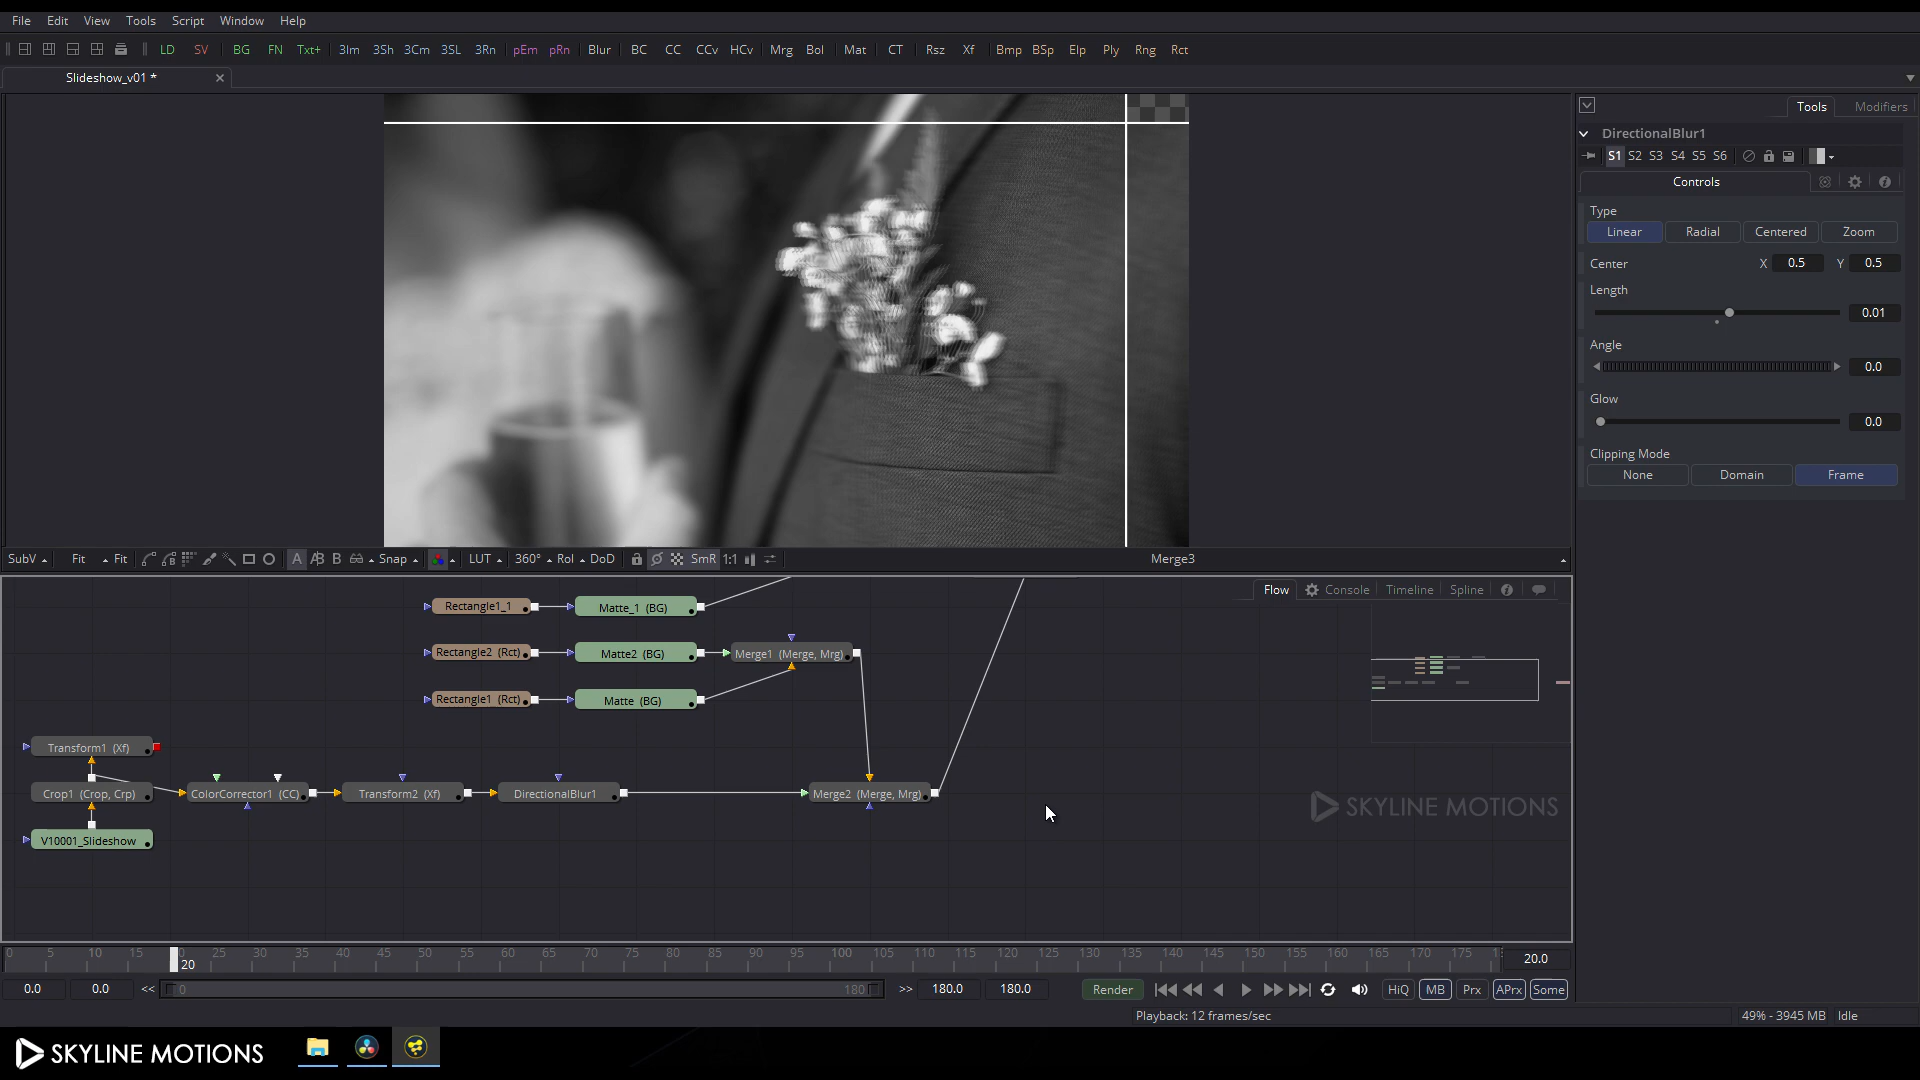 File Edit View Tools Script Window Help
LD SV BG FN Txt+ 3Im 3Sh 3Cm 3SL 3Rn pEm pRn Blur BC CC CCv HCv Mrg Bol Mat CT Rsz Xf Bmp BSp Elp Ply Rng Rct
Slideshow_v01 *
Tools Modifiers
DirectionalBlur1
S1 S2 S3 S4 S5 S6
Controls
Type
Linear Radial Centered Zoom
Center X 0.5 Y 0.5
Length
0.01
Angle
0.0
Glow
0.0
Clipping Mode
None Domain Frame
SubV Fit Fit A AB B Snap LUT 360° RoI DoD SmR 1:1 Merge3
Flow Console Timeline Spline
Rectangle1_1 Matte_1 (BG)
Rectangle2 (Rct) Matte2 (BG) Merge1 (Merge, Mrg)
Rectangle1 (Rct) Matte (BG)
Transform1 (Xf)
Crop1 (Crop, Crp) ColorCorrector1 (CC) Transform2 (Xf) DirectionalBlur1 Merge2 (Merge, Mrg)
SKYLINE MOTIONS
V10001_Slideshow
0 5 10 15 20 25 30 35 40 45 50 55 60 65 70 75 80 85 90 95 100 105 110 115 120 125 130 135 140 145 150 155 160 165 170 175
20
20.0
0.0 0.0 << 0 180 >> 180.0 180.0 Render HiQ MB Prx APrx Some
Playback: 12 frames/sec 49% - 3945 MB Idle
SKYLINE MOTIONS